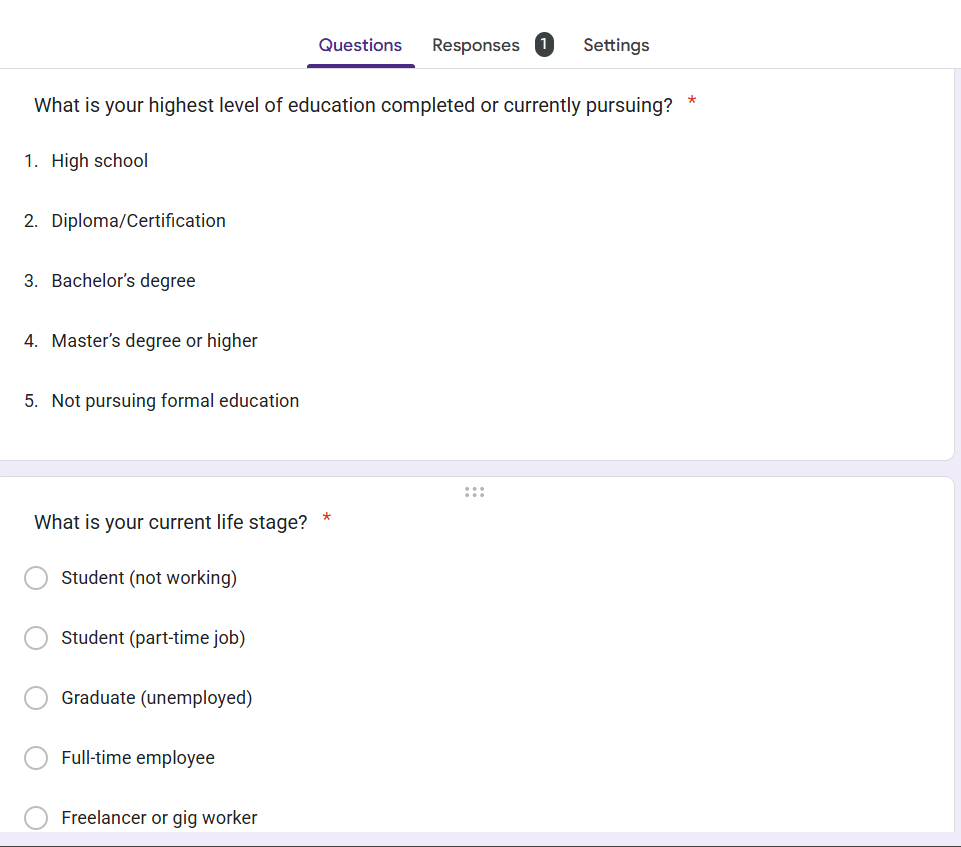 Questions Responses 1 Settings
What is your highest level of education completed or currently pursuing? *
1. High school
2. Diploma/Certification
3. Bachelor’s degree
4. Master’s degree or higher
5. Not pursuing formal education
What is your current life stage? *
Student (not working)
Student (part-time job)
Graduate (unemployed)
Full-time employee
Freelancer or gig worker